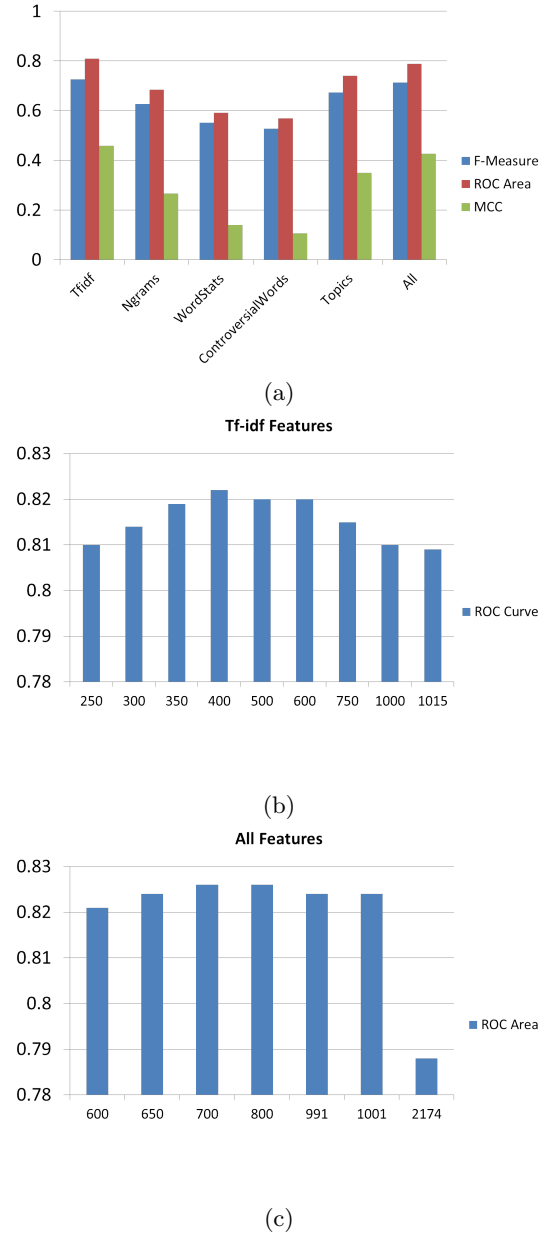 1
0.8
0.6
0.4
0.2
0
F-Measure
ROC Area
MCC
Tfidf
Ngrams
WordStats
ControversialWords
Topics
All
(a)
Tf-idf Features
0.83
0.82
0.81
0.8
0.79
0.78
ROC Curve
250 300 350 400 500 600 750 1000 1015
(b)
All Features
0.83
0.82
0.81
0.8
0.79
0.78
ROC Area
600 650 700 800 991 1001 2174
(c)